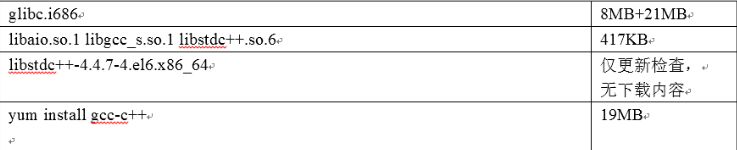 glibc.i686
8MB+21MB
libaio.so.1 libgcc_s.so.1 libstdc++.so.6
417KB
libstdc++-4.4.7-4.el6.x86_64
仅更新检查，
无下载内容
yum install gcc-c++
19MB